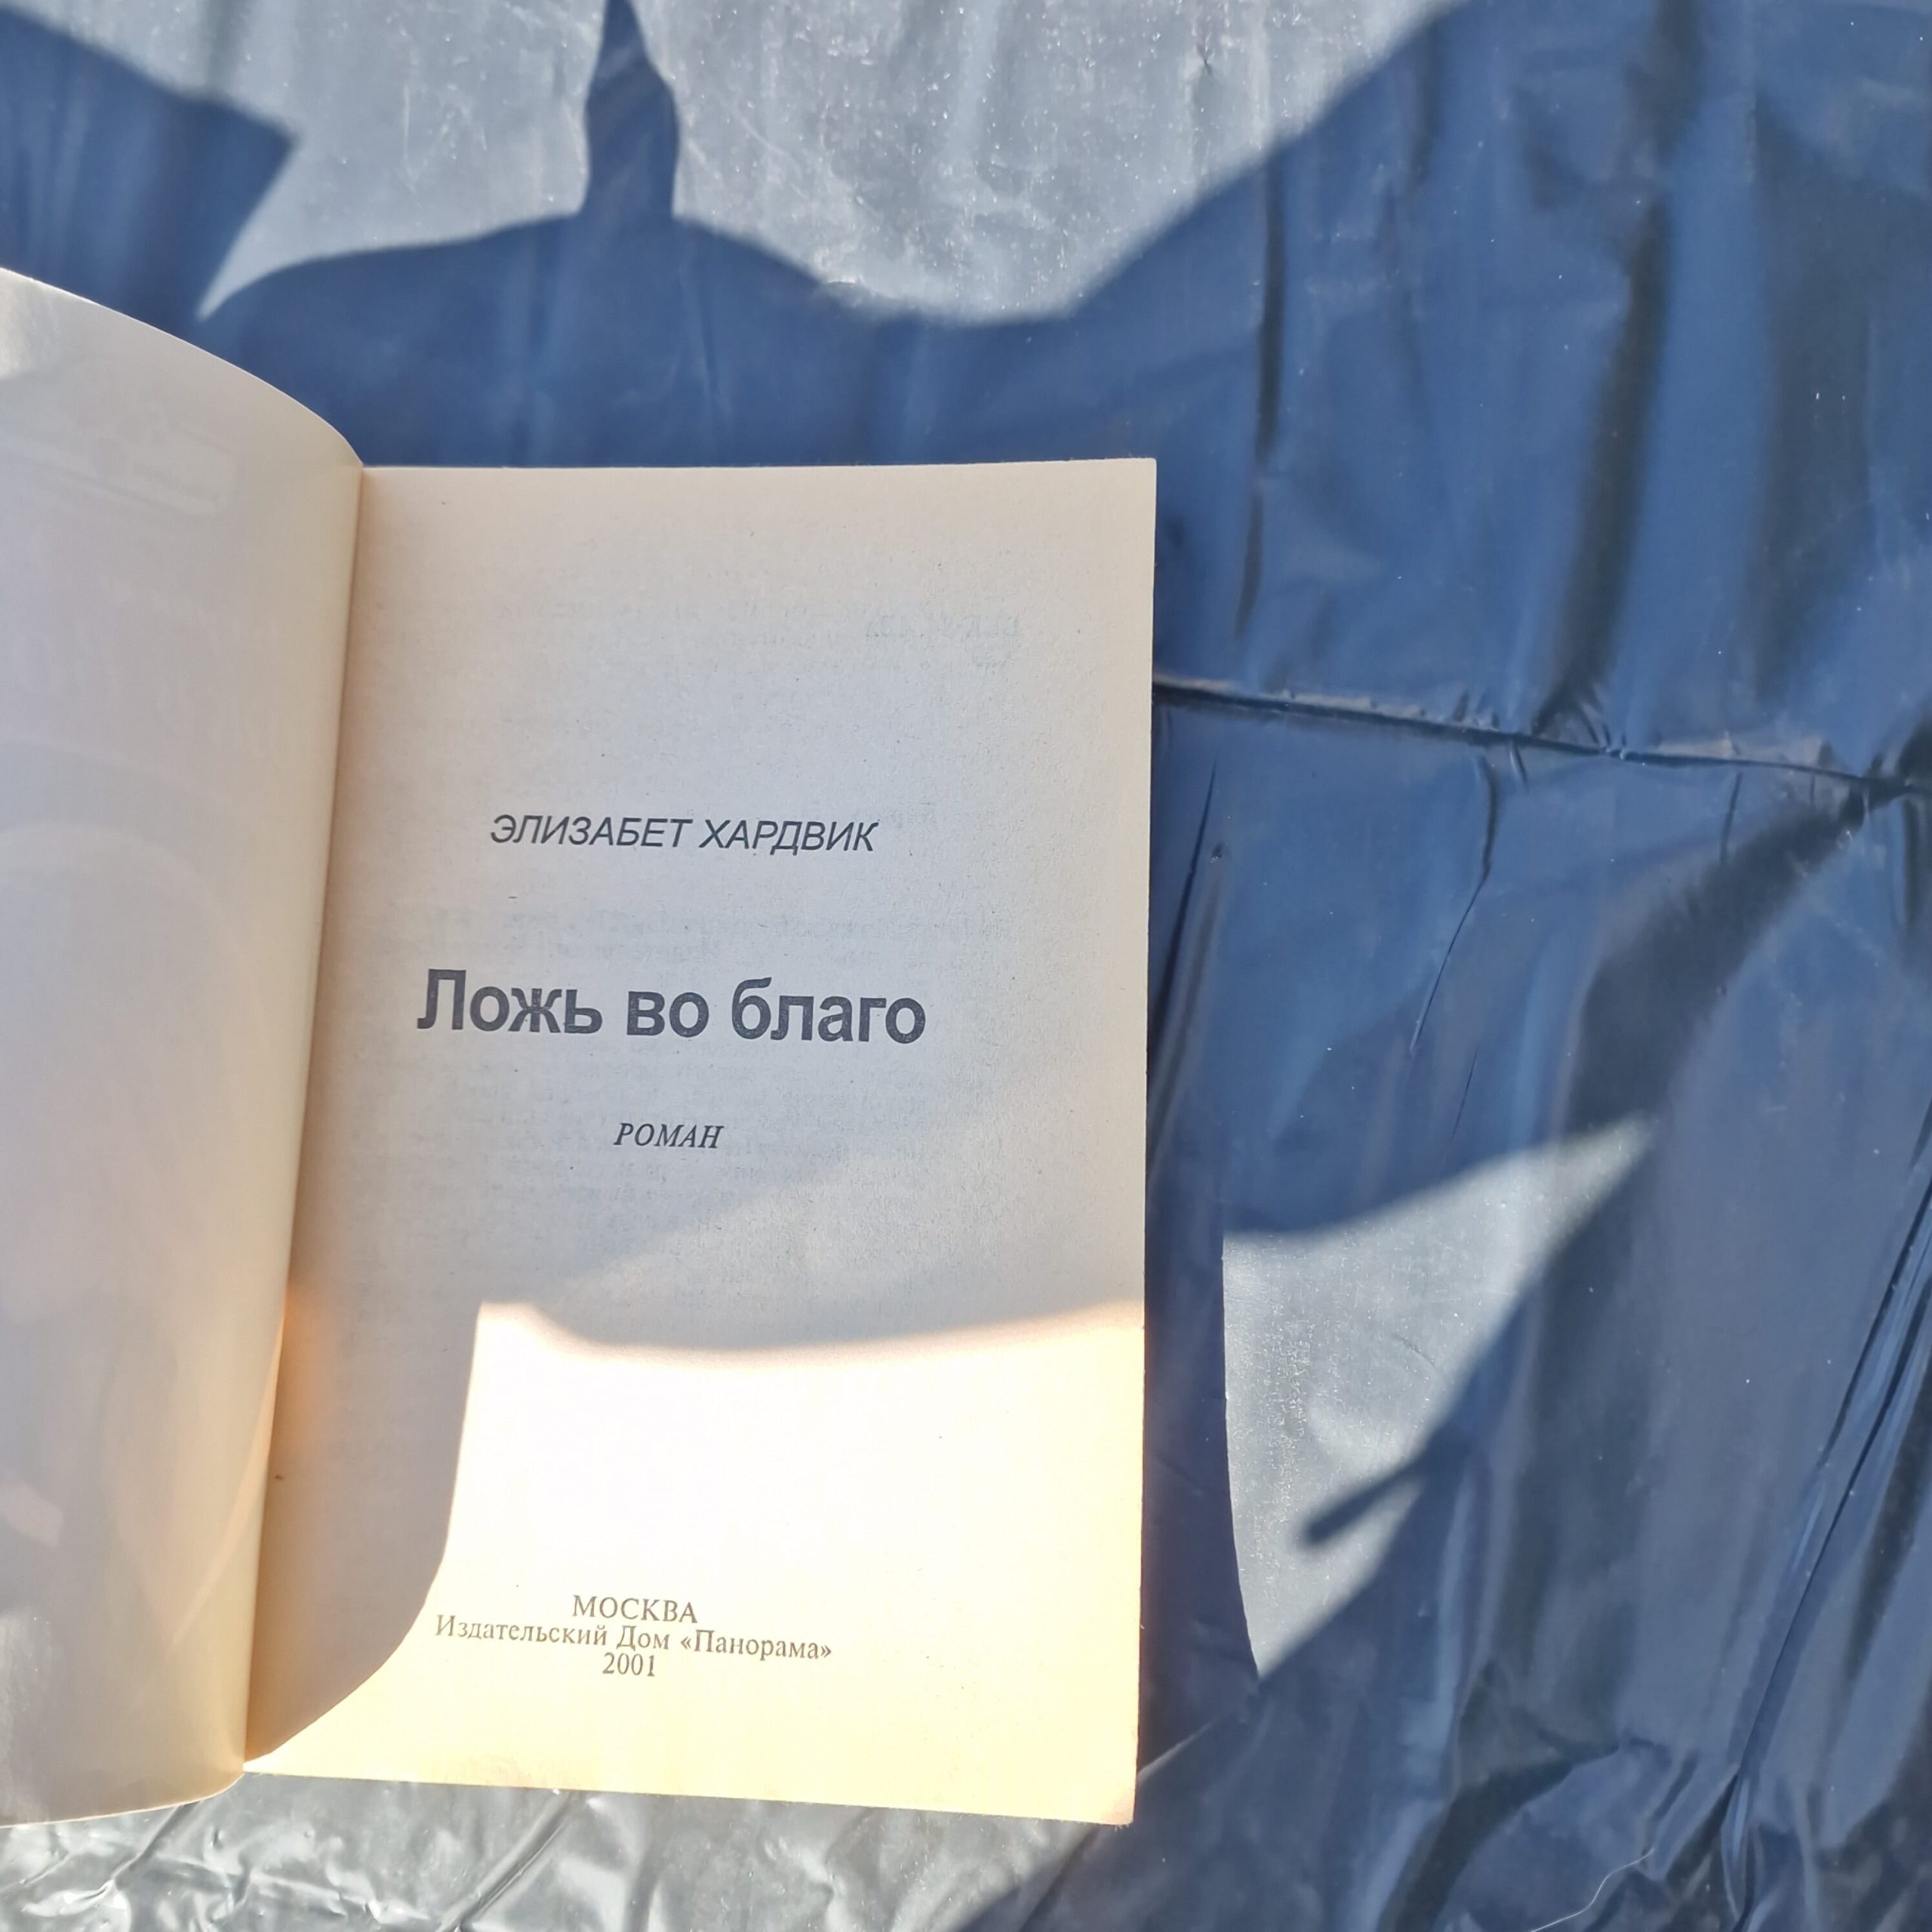 ЭЛИЗАБЕТ ХАРДВИК
Ложь во благо
РОМАН
МОСКВА
Издательский Дом «Панорама»
2001